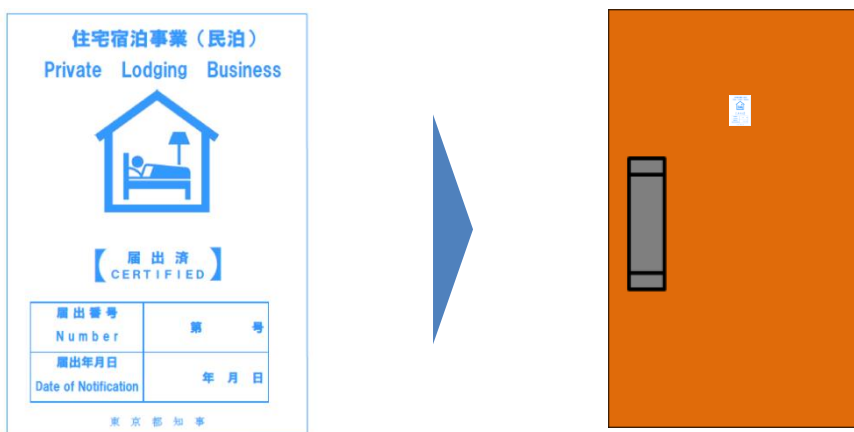 住宅宿泊事業（民泊）
Private Lodging Business
【届出済
CERTIFIED】
届出番号
Number
第 号
届出年月日
Date of Notification
年 月 日
東京都知事